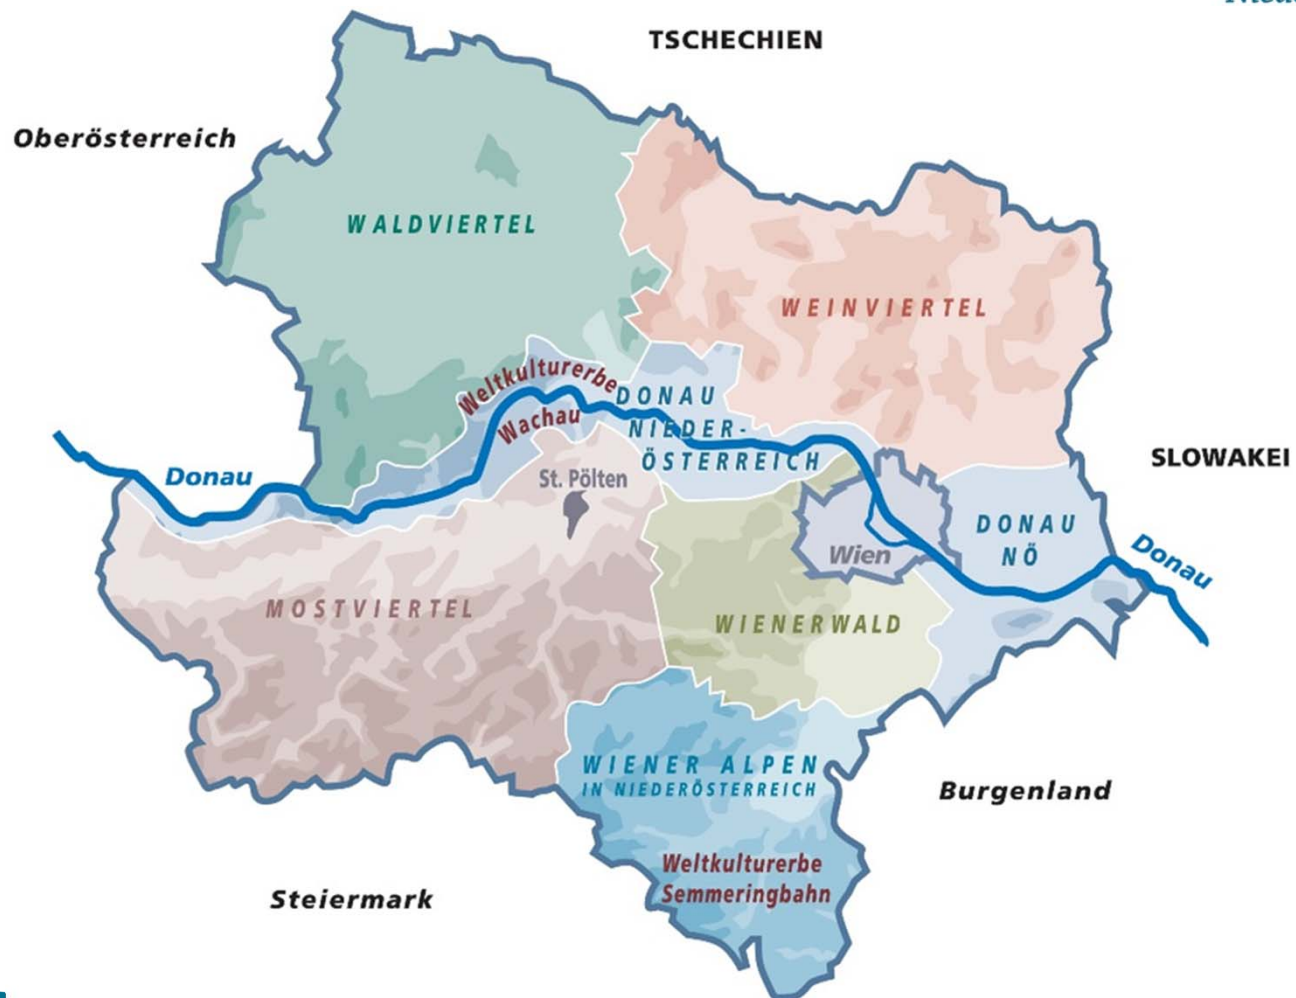 TSCHECHIEN
Oberösterreich
WALDVIERTEL
WEINVIERTEL
Weltkulturerbe
Wachau
DONAU
NIEDER-
ÖSTERREICH
SLOWAKEI
Donau
St. Pölten
DONAU
NÖ
Wien
Donau
MOSTVIERTEL
WIENERWALD
WIENER ALPEN
IN NIEDERÖSTERREICH
Burgenland
Weltkulturerbe
Semmeringbahn
Steiermark